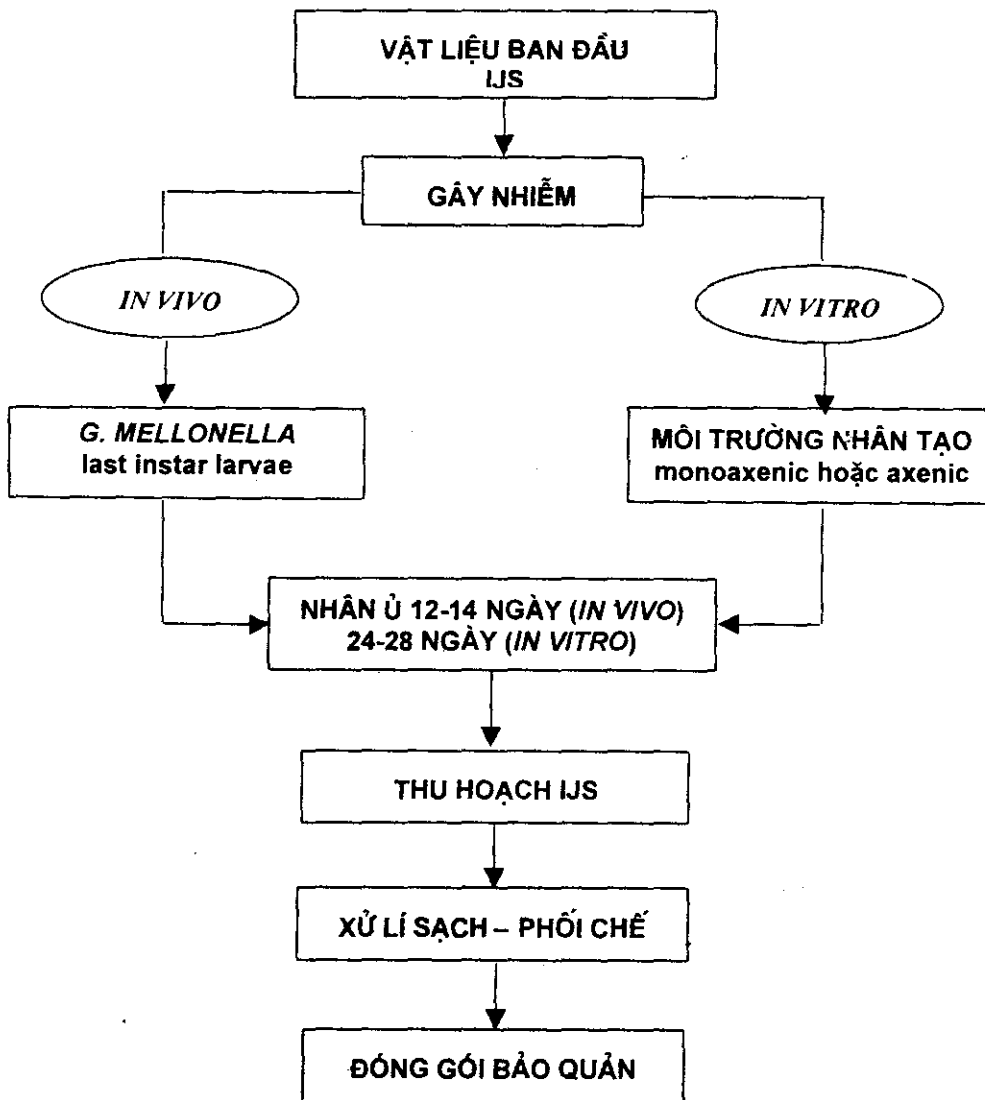 VẬT LIỆU BAN ĐẦU
IJS
GÂY NHIỄM
IN VIVO
IN VITRO
G. MELLONELLA
last instar larvae
MÔI TRƯỜNG NHÂN TẠO
monoaxenic hoặc axenic
NHÂN Ủ 12-14 NGÀY (IN VIVO)
24-28 NGÀY (IN VITRO)
THU HOẠCH IJS
XỬ LÍ SẠCH – PHỐI CHẾ
ĐÓNG GÓI BẢO QUẢN